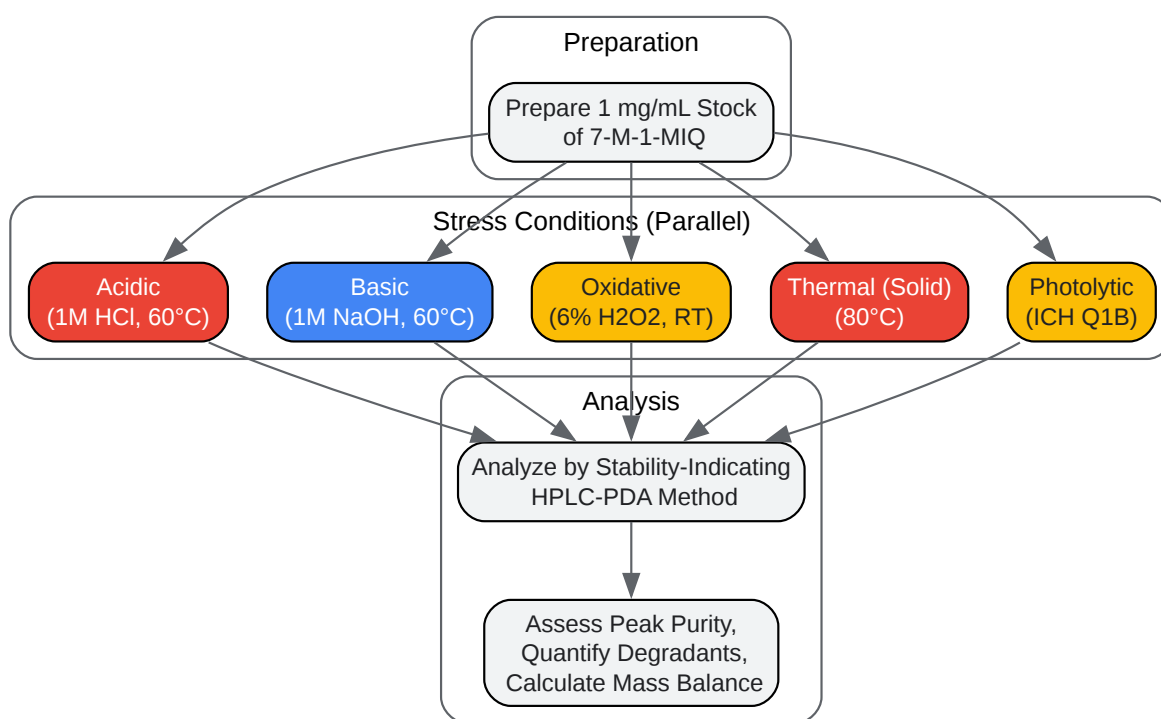 Preparation
Prepare 1 mg/mL Stock
of 7-M-1-MIQ
Stress Conditions (Parallel)
Acidic
(1M HCl, 60°C)
Basic
(1M NaOH, 60°C)
Oxidative
(6% H2O2, RT)
Thermal (Solid)
(80°C)
Photolytic
(ICH Q1B)
Analysis
Analyze by Stability-Indicating
HPLC-PDA Method
Assess Peak Purity,
Quantify Degradants,
Calculate Mass Balance